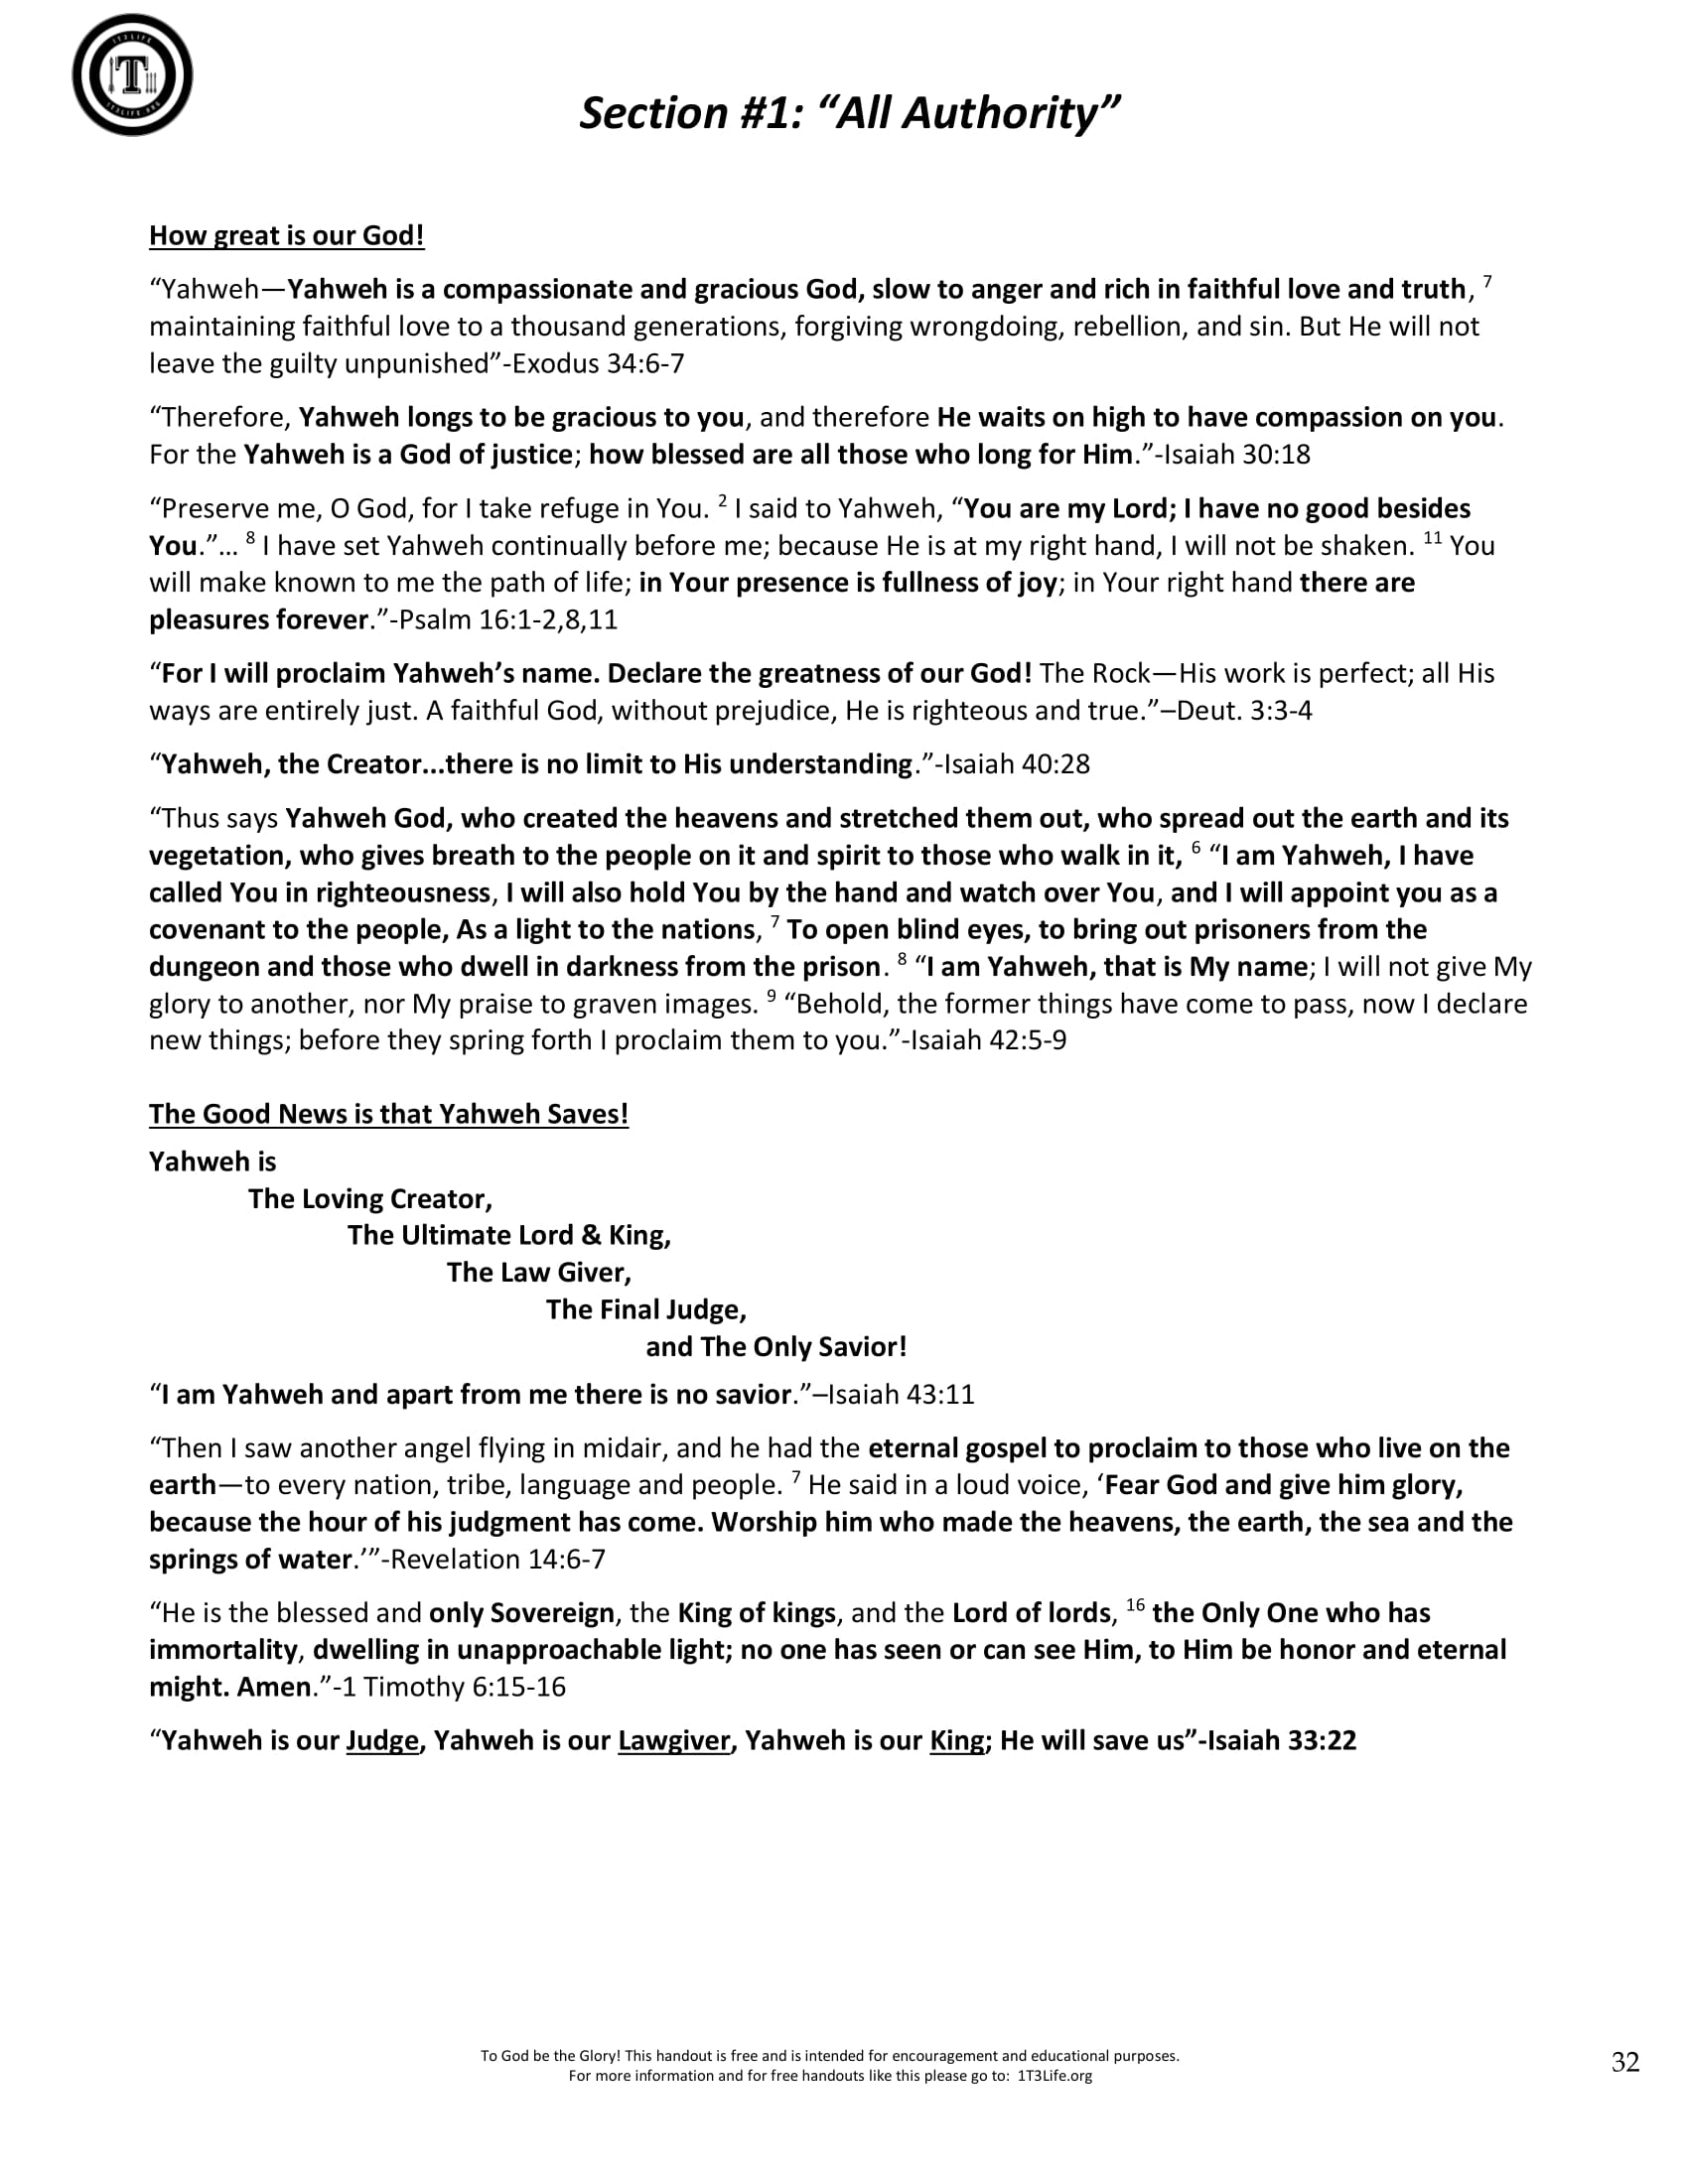 1T3LIFE
T
1T3LIFE.ORG
Section #1: “All Authority”
How great is our God!
“Yahweh—Yahweh is a compassionate and gracious God, slow to anger and rich in faithful love and truth, 7
maintaining faithful love to a thousand generations, forgiving wrongdoing, rebellion, and sin. But He will not
leave the guilty unpunished”-Exodus 34:6-7
“Therefore, Yahweh longs to be gracious to you, and therefore He waits on high to have compassion on you.
For the Yahweh is a God of justice; how blessed are all those who long for Him.”-Isaiah 30:18
“Preserve me, O God, for I take refuge in You. 2 I said to Yahweh, “You are my Lord; I have no good besides
You.”… 8 I have set Yahweh continually before me; because He is at my right hand, I will not be shaken. 11 You
will make known to me the path of life; in Your presence is fullness of joy; in Your right hand there are
pleasures forever.”-Psalm 16:1-2,8,11
“For I will proclaim Yahweh’s name. Declare the greatness of our God! The Rock—His work is perfect; all His
ways are entirely just. A faithful God, without prejudice, He is righteous and true.”–Deut. 3:3-4
“Yahweh, the Creator...there is no limit to His understanding.”-Isaiah 40:28
“Thus says Yahweh God, who created the heavens and stretched them out, who spread out the earth and its
vegetation, who gives breath to the people on it and spirit to those who walk in it, 6 “I am Yahweh, I have
called You in righteousness, I will also hold You by the hand and watch over You, and I will appoint you as a
covenant to the people, As a light to the nations, 7 To open blind eyes, to bring out prisoners from the
dungeon and those who dwell in darkness from the prison. 8 “I am Yahweh, that is My name; I will not give My
glory to another, nor My praise to graven images. 9 “Behold, the former things have come to pass, now I declare
new things; before they spring forth I proclaim them to you.”-Isaiah 42:5-9
The Good News is that Yahweh Saves!
Yahweh is
The Loving Creator,
The Ultimate Lord & King,
The Law Giver,
The Final Judge,
and The Only Savior!
“I am Yahweh and apart from me there is no savior.”–Isaiah 43:11
“Then I saw another angel flying in midair, and he had the eternal gospel to proclaim to those who live on the
earth—to every nation, tribe, language and people. 7 He said in a loud voice, ‘Fear God and give him glory,
because the hour of his judgment has come. Worship him who made the heavens, the earth, the sea and the
springs of water.’”-Revelation 14:6-7
“He is the blessed and only Sovereign, the King of kings, and the Lord of lords, 16 the Only One who has
immortality, dwelling in unapproachable light; no one has seen or can see Him, to Him be honor and eternal
might. Amen.”-1 Timothy 6:15-16
“Yahweh is our Judge, Yahweh is our Lawgiver, Yahweh is our King; He will save us”-Isaiah 33:22
To God be the Glory! This handout is free and is intended for encouragement and educational purposes.
For more information and for free handouts like this please go to: 1T3Life.org
32